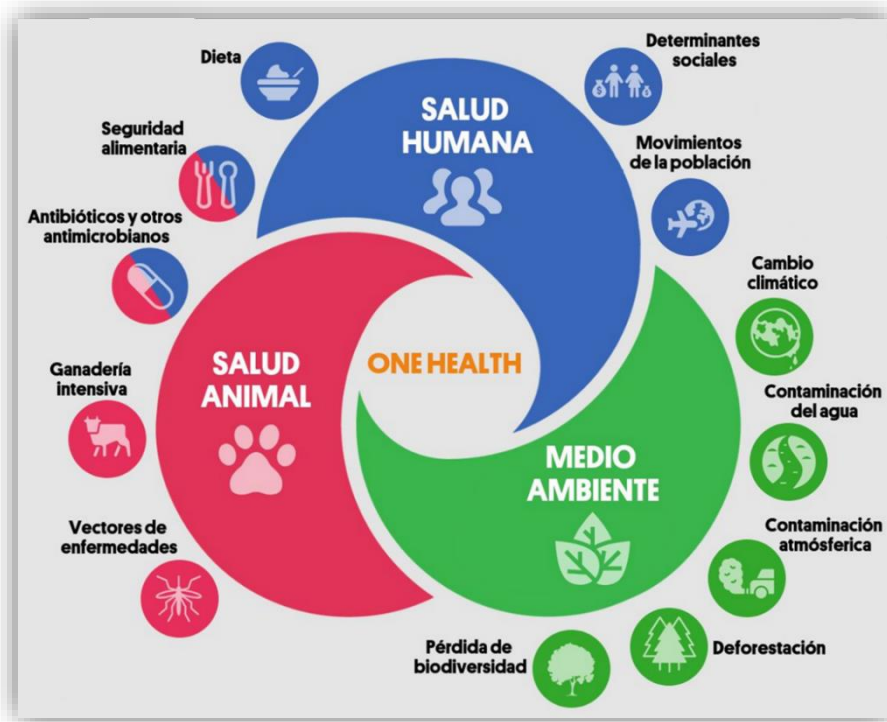 Dieta
Determinantes
sociales
SALUD
HUMANA
Seguridad
alimentaria
Movimientos
de la población
Antibióticos y otros
antimicrobianos
Cambio
climático
SALUD
ANIMAL
ONE HEALTH
Ganadería
intensiva
Contaminación
del agua
MEDIO
AMBIENTE
Vectores de
enfermedades
Contaminación
atmósferica
Pérdida de
biodiversidad
Deforestación